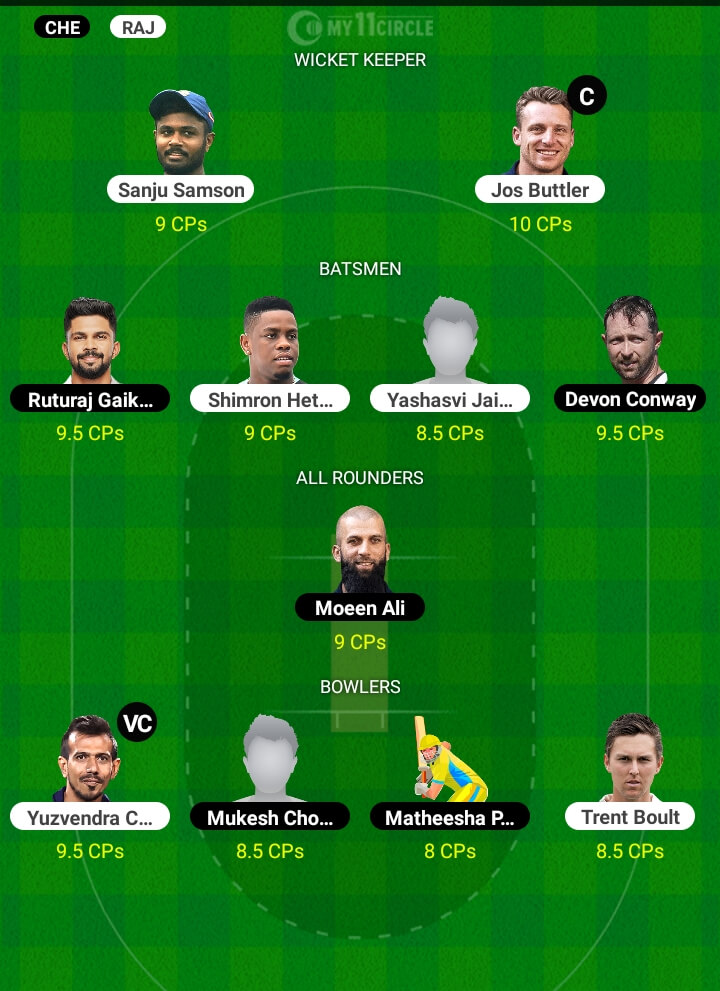 CHE RAJ MY11CIRCLE
WICKET KEEPER
C
Sanju Samson Jos Buttler
9 CPs 10 CPs
BATSMEN
Ruturaj Gaik... Shimron Het... Yashasvi Jai... Devon Conway
9.5 CPs 9 CPs 8.5 CPs 9.5 CPs
ALL ROUNDERS
Moeen Ali
9 CPs
BOWLERS
VC
Yuzvendra C... Mukesh Cho... Matheesha P... Trent Boult
9.5 CPs 8.5 CPs 8 CPs 8.5 CPs